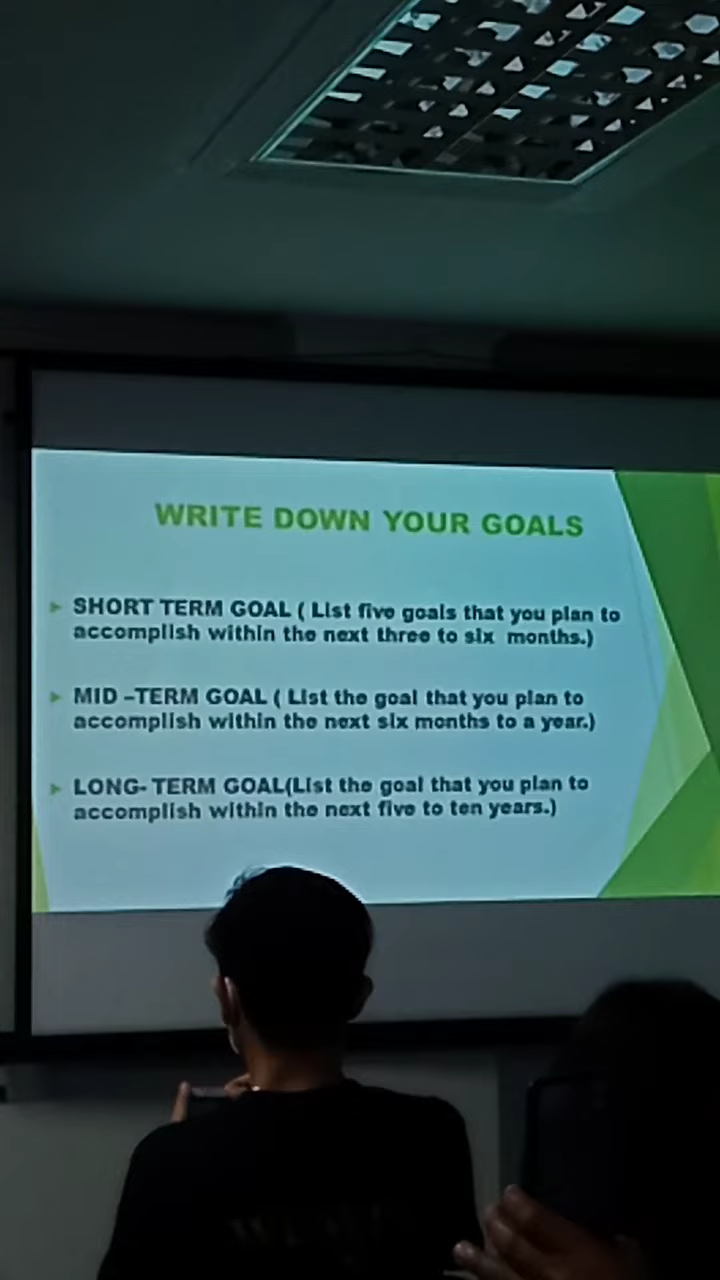 WRITE DOWN YOUR GOALS
SHORT TERM GOAL ( List five goals that you plan to
accomplish within the next three to six months.)
MID –TERM GOAL ( List the goal that you plan to
accomplish within the next six months to a year.)
LONG- TERM GOAL(List the goal that you plan to
accomplish within the next five to ten years.)